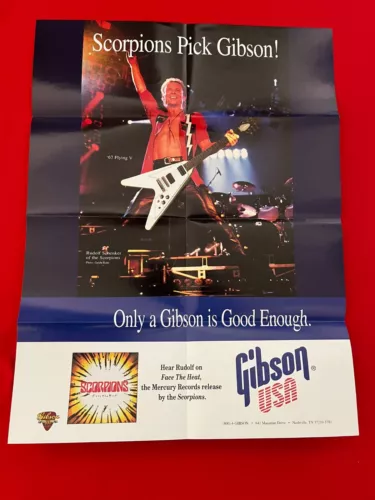 Scorpions Pick Gibson!
'67 Flying V
Rudolf Schenker
of the Scorpions
Only a Gibson is Good Enough.
SCORPIONS
Hear Rudolf on
Face The Heat,
the Mercury Records release
by the Scorpions.
Gibson®
USA
Gibson